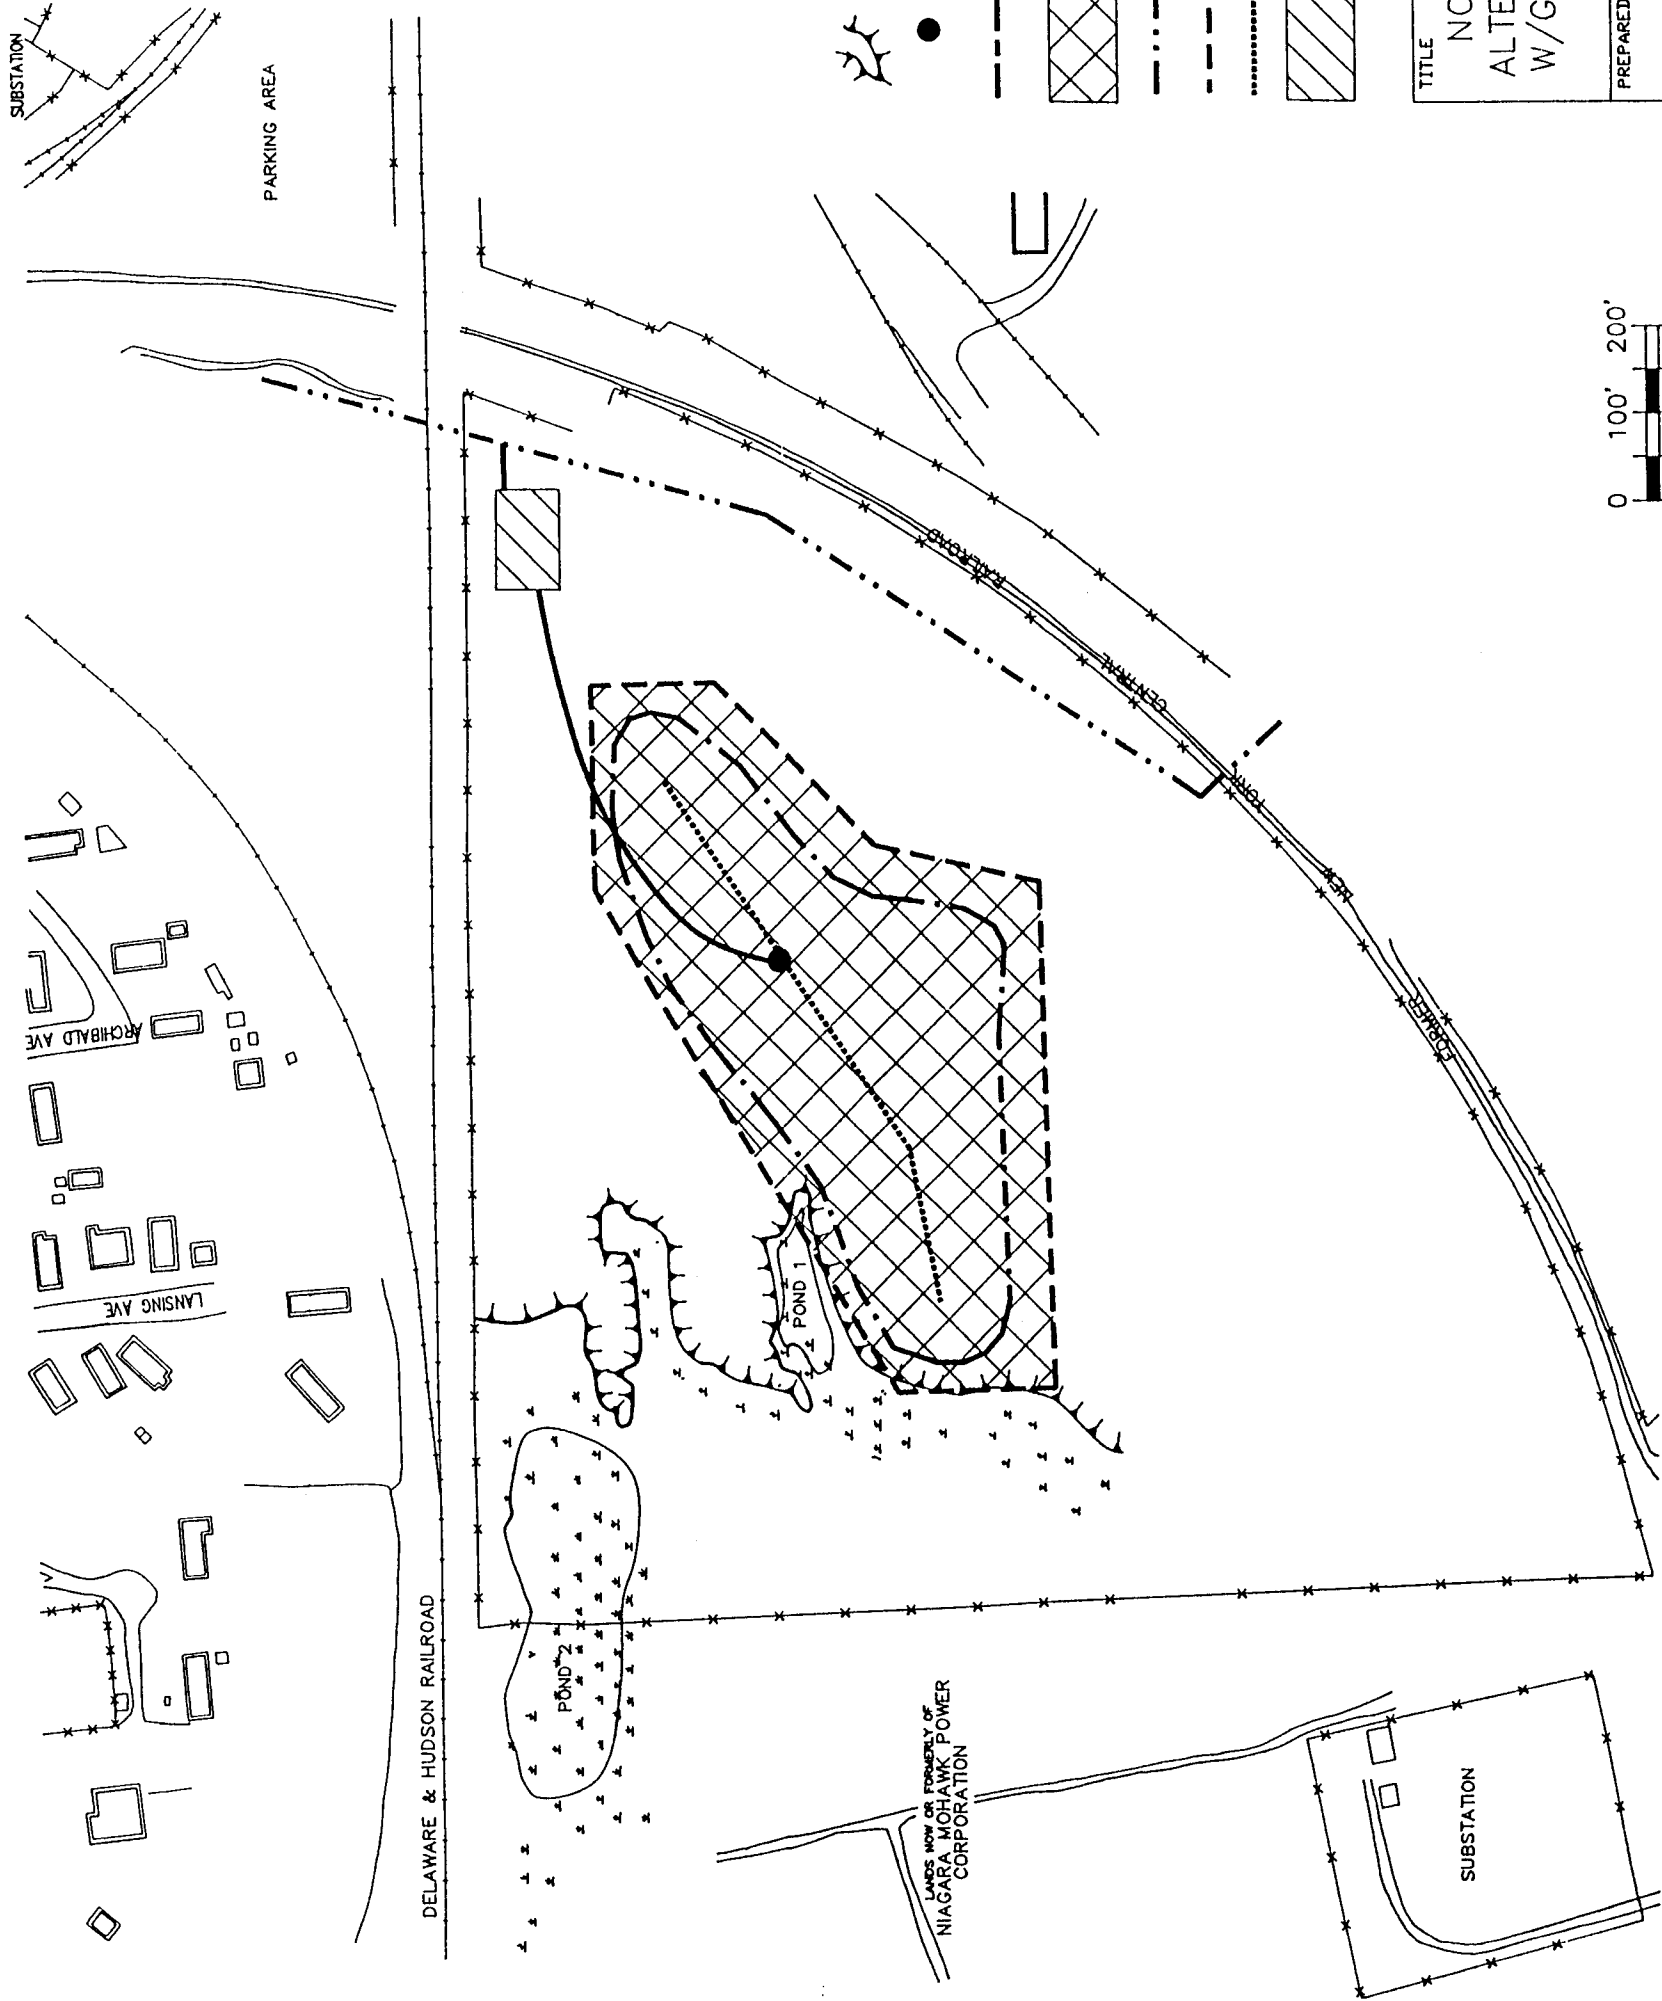 SUBSTATION
PARKING AREA
ARCHIBALD AVE
LANSING AVE
DELAWARE & HUDSON RAILROAD
POND 1
POND 2
FORMER
NEW
YORK
CENTRAL
RAILROAD
LANDS NOW OR FORMERLY OF
NIAGARA MOHAWK POWER
CORPORATION
SUBSTATION
0 100' 200'
TITLE
NO
ALTE
W/G
PREPARED